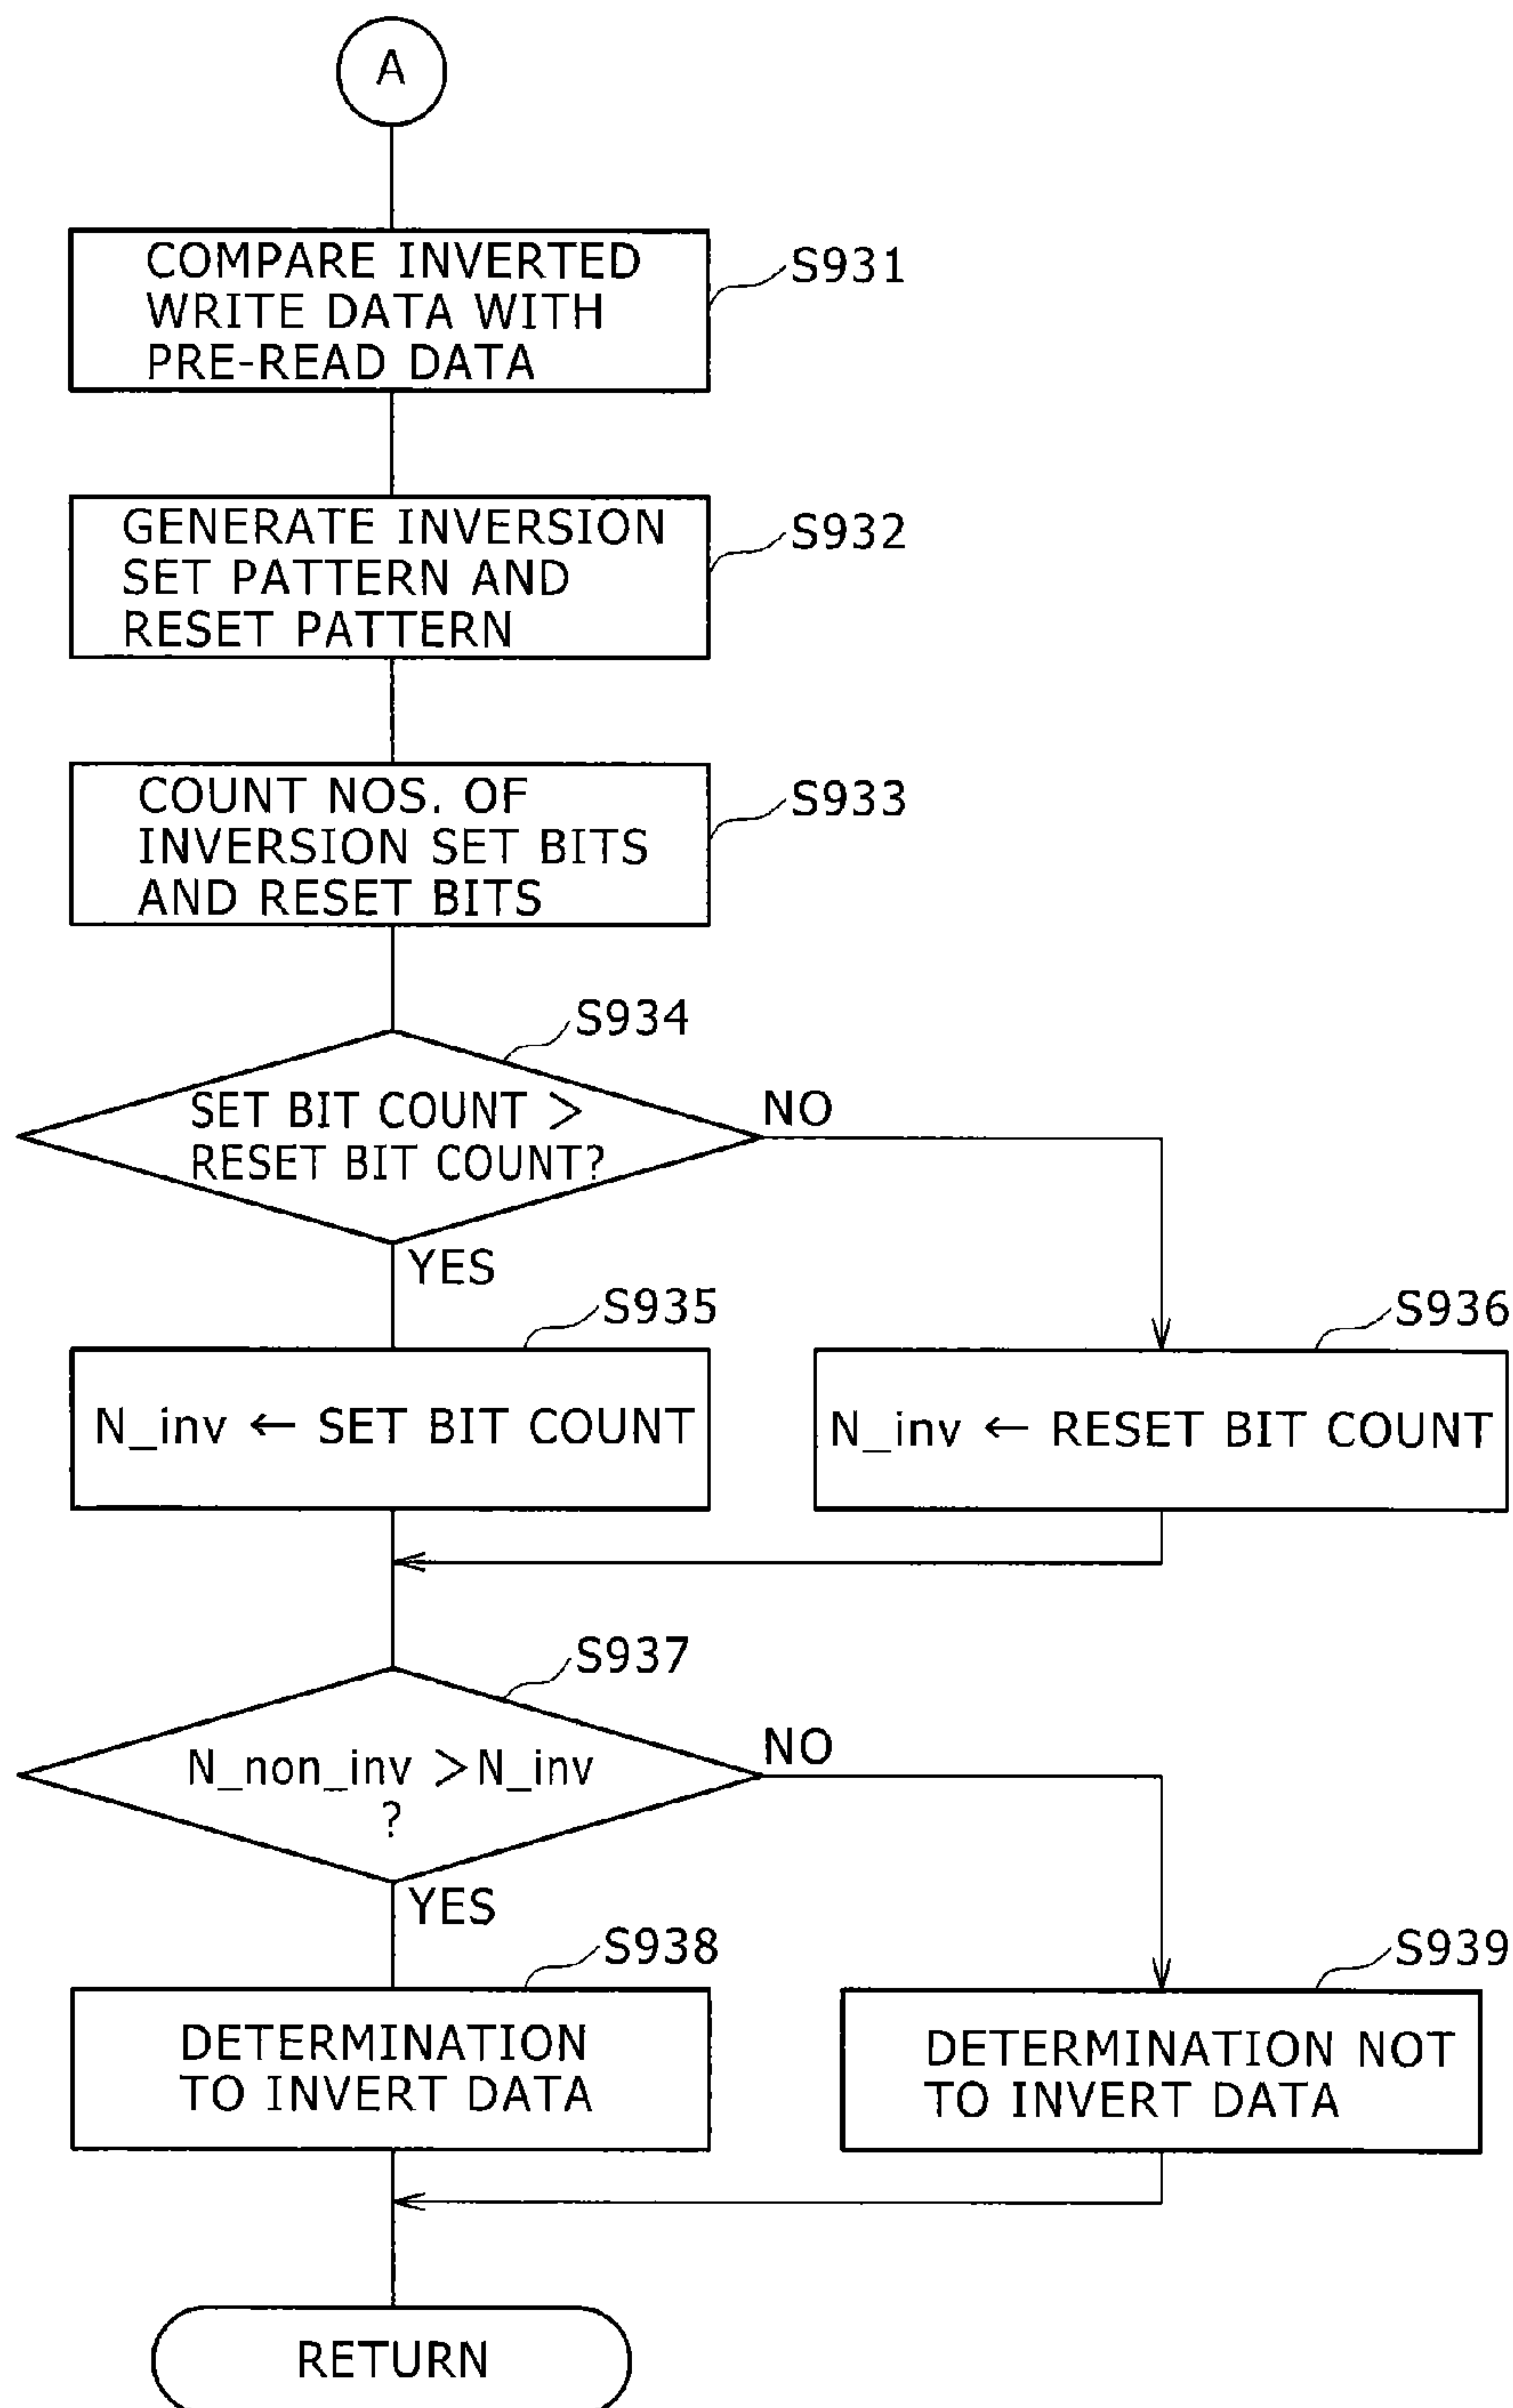 A
COMPARE INVERTED
WRITE DATA WITH
PRE-READ DATA
S931
GENERATE INVERSION
SET PATTERN AND
RESET PATTERN
S932
COUNT NOS. OF
INVERSION SET BITS
AND RESET BITS
S933
S934
SET BIT COUNT >
RESET BIT COUNT?
NO
YES
S935
N_inv ← SET BIT COUNT
S936
N_inv ← RESET BIT COUNT
S937
N_non_inv > N_inv
?
NO
YES
S938
DETERMINATION
TO INVERT DATA
S939
DETERMINATION NOT
TO INVERT DATA
RETURN